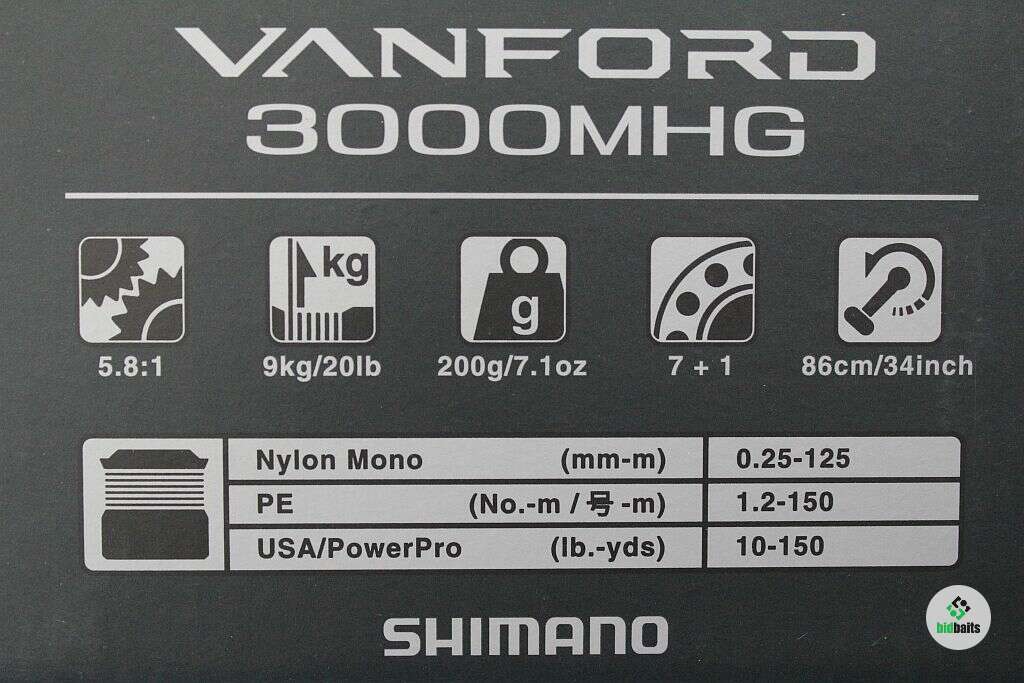 VANFORD
3000MHG
kg
g
5.8:1 9kg/20lb 200g/7.1oz 7 + 1 86cm/34inch
Nylon Mono (mm-m) 0.25-125
PE (No.-m / 号 -m) 1.2-150
USA/PowerPro (lb.-yds) 10-150
SHIMANO
bidbaits